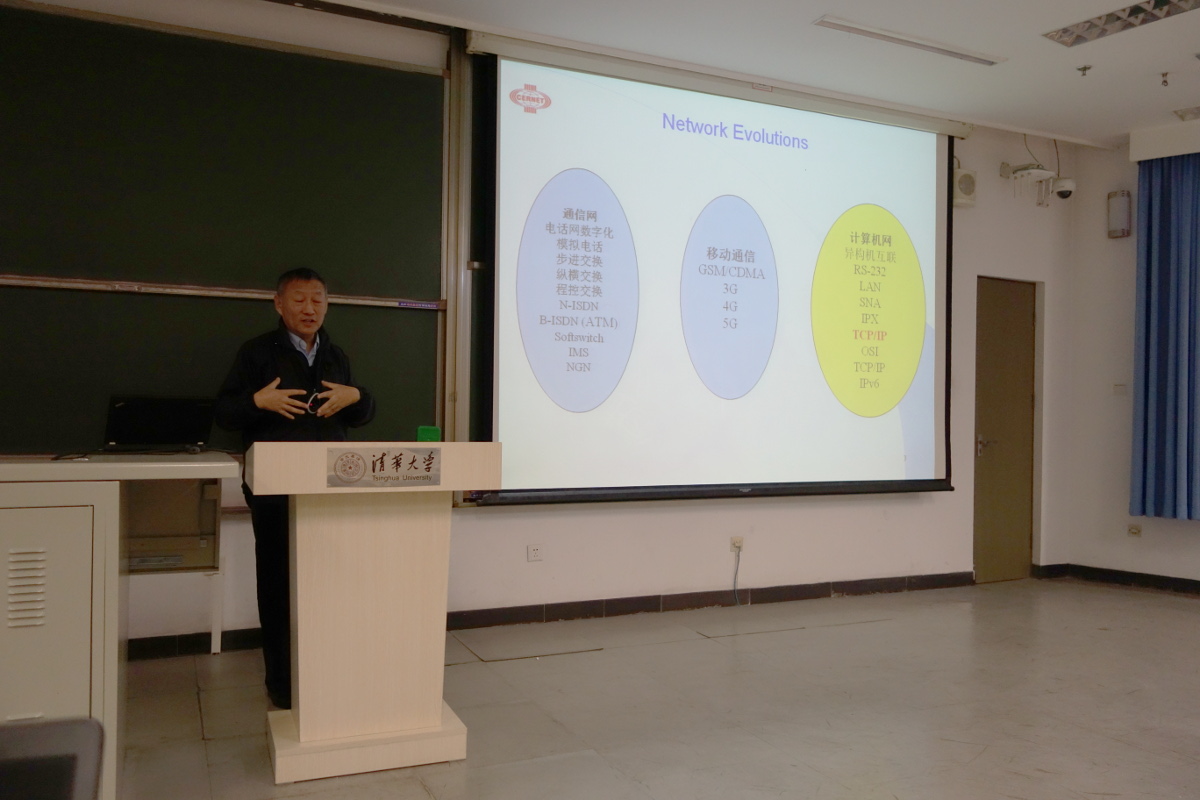 CERNET
Network Evolutions
通信网
电话网数字化
模拟电话
步进交换
纵横交换
程控交换
N-ISDN
B-ISDN (ATM)
Softswitch
IMS
NGN
移动通信
GSM/CDMA
3G
4G
5G
计算机网
异构机互联
RS-232
LAN
SNA
IPX
TCP/IP
OSI
TCP/IP
IPv6
清华大学
Tsinghua University